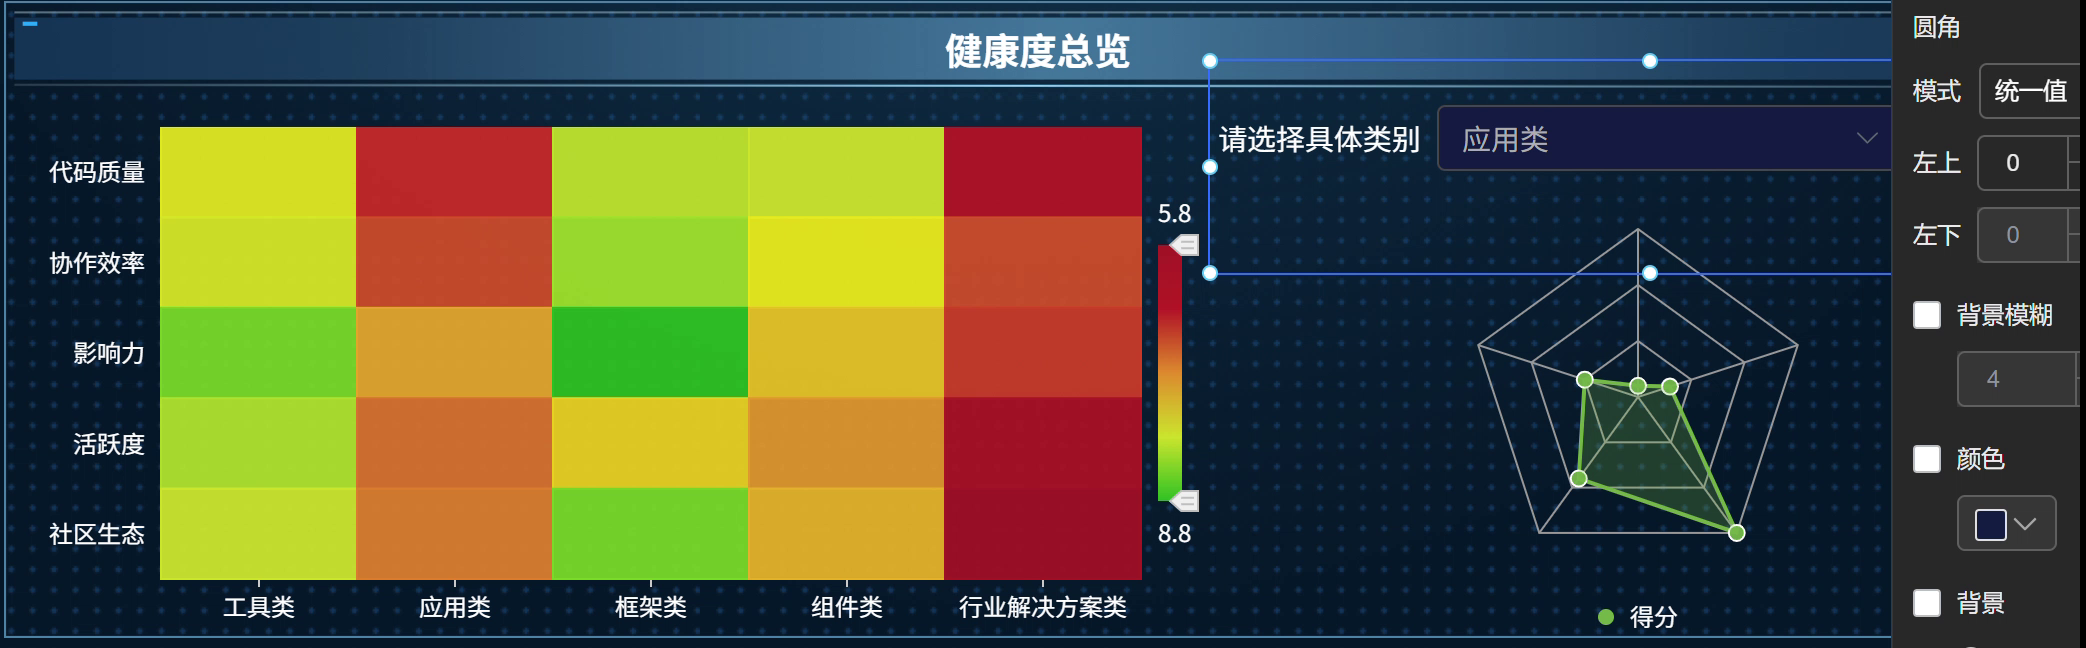 健康度总览
请选择具体类别 应用类
代码质量
协作效率
影响力
活跃度
社区生态
5.8
8.8
工具类 应用类 框架类 组件类 行业解决方案类
得分
圆角
模式 统一值
左上 0
左下 0
背景模糊
4
颜色
背景